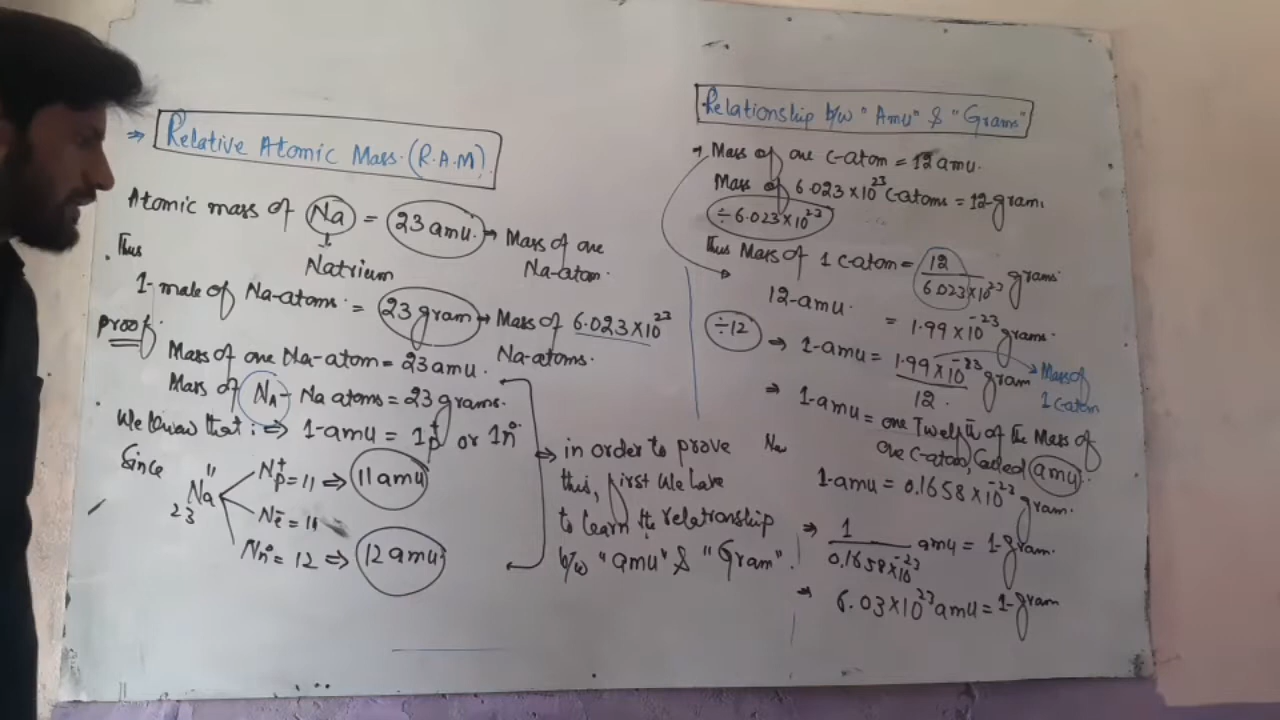 ⇒ Relative Atomic Mass. (R.A.M)
Atomic mass of Na = 23 amu. → Mass of one
Na-atom.
↓
Natrium
Thus
1-mole of Na-atoms = 23 gram → Mass of 6.023×10²³
Na-atoms.
proof:
Mass of one Na-atom = 23 amu.
Mass of NA - Na atoms = 23 grams.
We know that :⇒ 1-amu = 1p⁺ or 1n°
Since
₂₃Na¹¹
Np⁺ = 11 ⇒ 11 amu
Ne⁻ = 11
Nn° = 12 ⇒ 12 amu
⇒ in order to prove
this, first we have
to learn the relationship
b/w "amu" & "Gram".
Relationship b/w "Amu" & "Grams"
→ Mass of one C-atom = 12 amu.
Mass of 6.023×10²³ C atoms = 12-gram.
÷ 6.023×10²³
Thus Mass of 1 C atom = 12 / 6.023×10²³ grams
12-amu. = 1.99×10⁻²³ grams.
÷12 ⇒ 1-amu = 1.99×10⁻²³ / 12 gram → Mass of
1 C-atom
⇒ 1-amu = one Twelfth of the Mass of
one C-atom, Called amu
1-amu = 0.1658×10⁻²³ gram.
⇒ 1 / 0.1658×10⁻²³ amu = 1-gram.
⇒ 6.03×10²³ amu = 1-gram